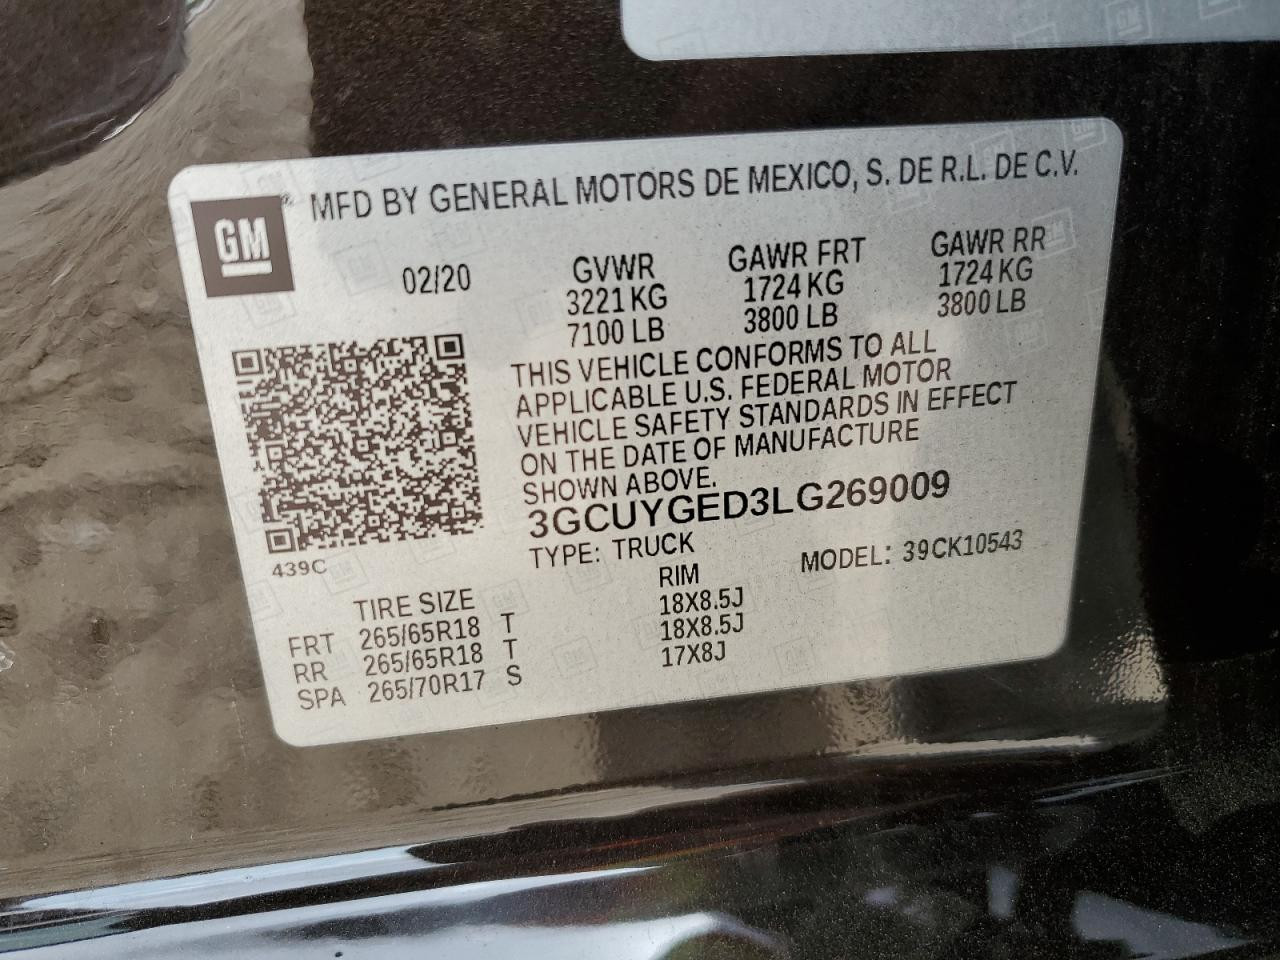 GM® MFD BY GENERAL MOTORS DE MEXICO, S. DE R.L. DE C.V.
02/20 GVWR GAWR FRT GAWR RR
3221 KG 1724 KG 1724 KG
7100 LB 3800 LB 3800 LB
THIS VEHICLE CONFORMS TO ALL
APPLICABLE U.S. FEDERAL MOTOR
VEHICLE SAFETY STANDARDS IN EFFECT
ON THE DATE OF MANUFACTURE
SHOWN ABOVE.
3GCUYGED3LG269009
439C TYPE: TRUCK MODEL: 39CK10543
TIRE SIZE RIM
FRT 265/65R18 T 18X8.5J
RR 265/65R18 T 18X8.5J
SPA 265/70R17 S 17X8J